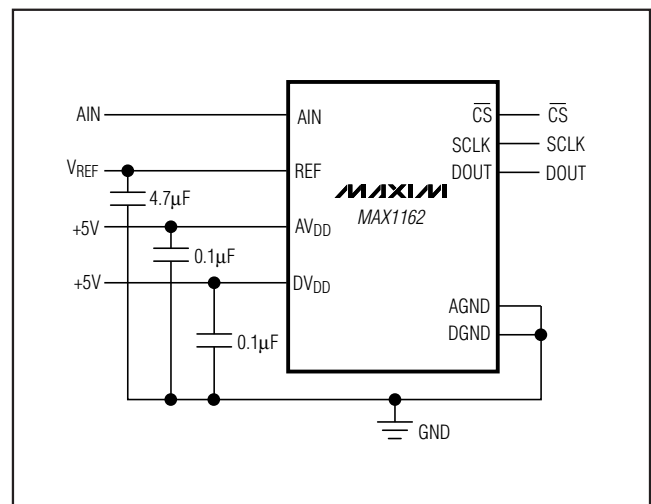 AIN
AIN
CS
CS
SCLK
SCLK
VREF
REF
DOUT
DOUT
4.7µF
MAXIM
MAX1162
+5V
AVDD
0.1µF
+5V
DVDD
AGND
0.1µF
DGND
GND